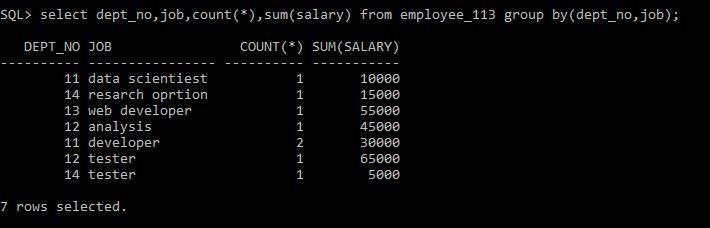 SQL> select dept_no,job,count(*),sum(salary) from employee_113 group by(dept_no,job);
DEPT_NO JOB COUNT(*) SUM(SALARY)
---------- ----------------- ---------- -----------
11 data scientiest 1 10000
14 resarch oprtion 1 15000
13 web developer 1 55000
12 analysis 1 45000
11 developer 2 30000
12 tester 1 65000
14 tester 1 5000
7 rows selected.